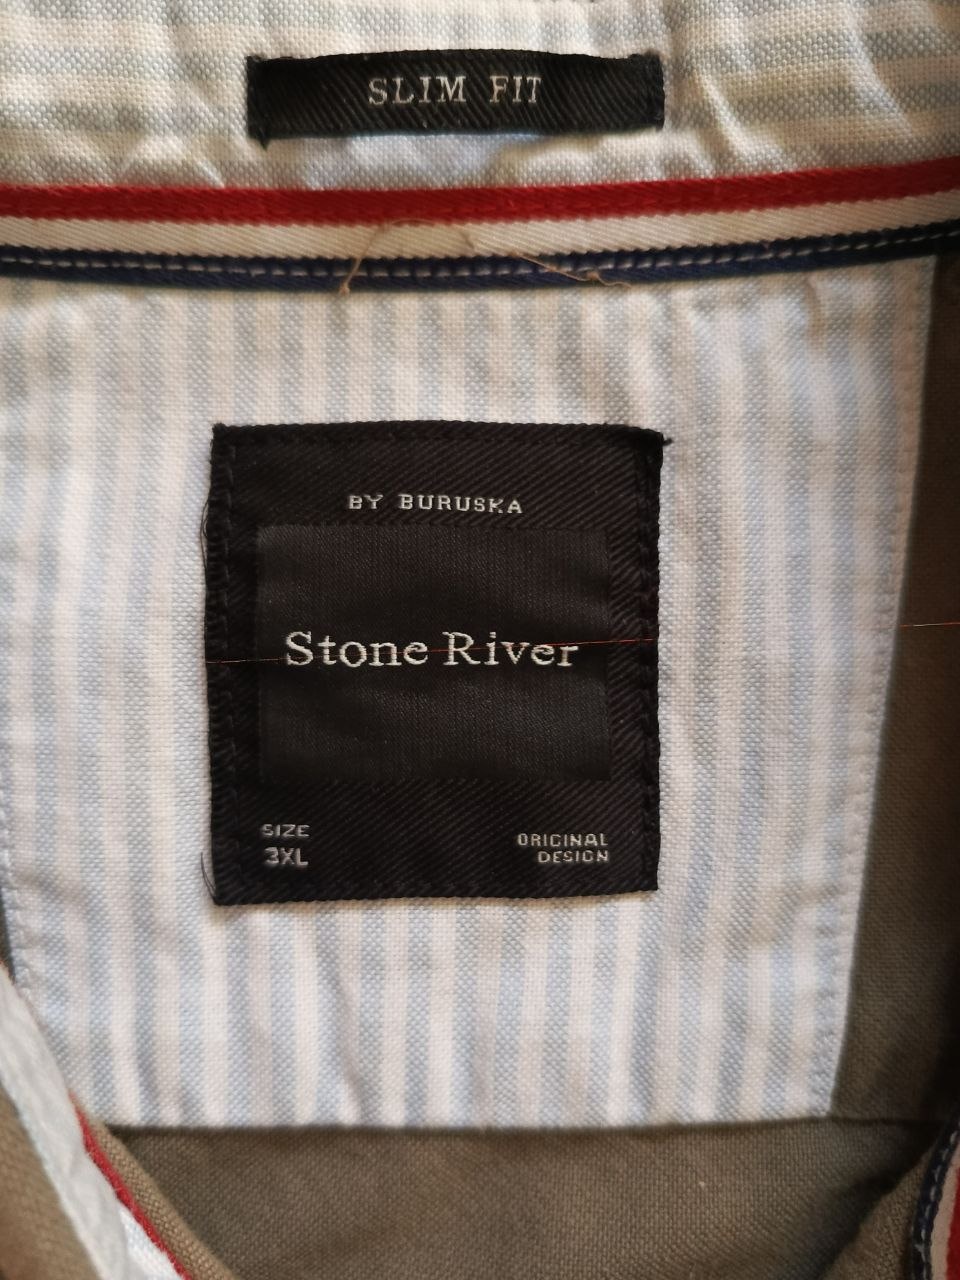 SLIM FIT
BY BURUSKA
Stone River
SIZE
3XL
ORIGINAL
DESIGN